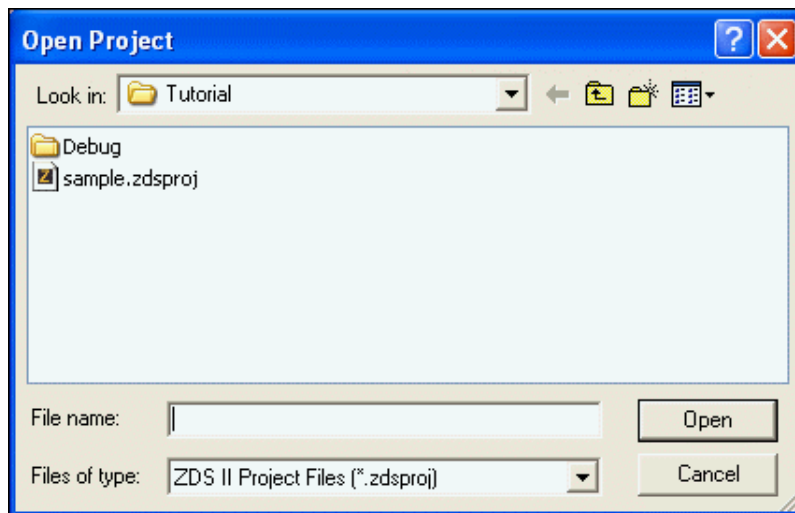 Open Project
Look in: Tutorial
Debug
sample.zdsproj
File name:
Open
Files of type: ZDS II Project Files (*.zdsproj)
Cancel